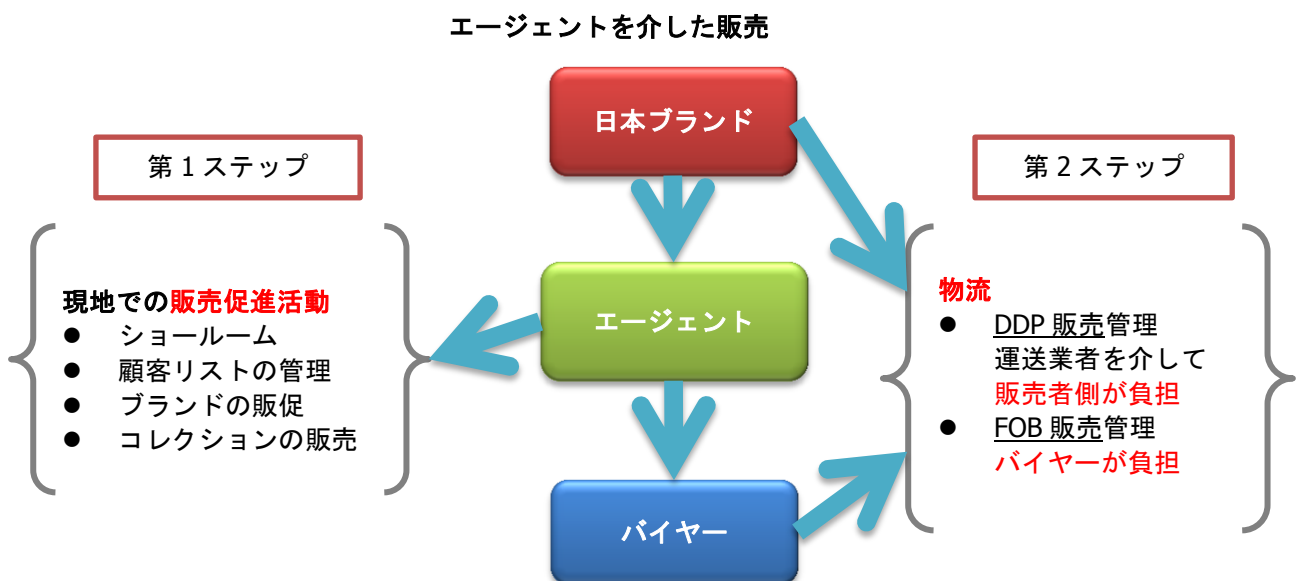 エージェントを介した販売
日本ブランド
第1ステップ
第2ステップ
現地での販売促進活動
● ショールーム
● 顧客リストの管理
● ブランドの販促
● コレクションの販売
エージェント
物流
● DDP 販売管理
運送業者を介して
販売者側が負担
● FOB 販売管理
バイヤーが負担
バイヤー